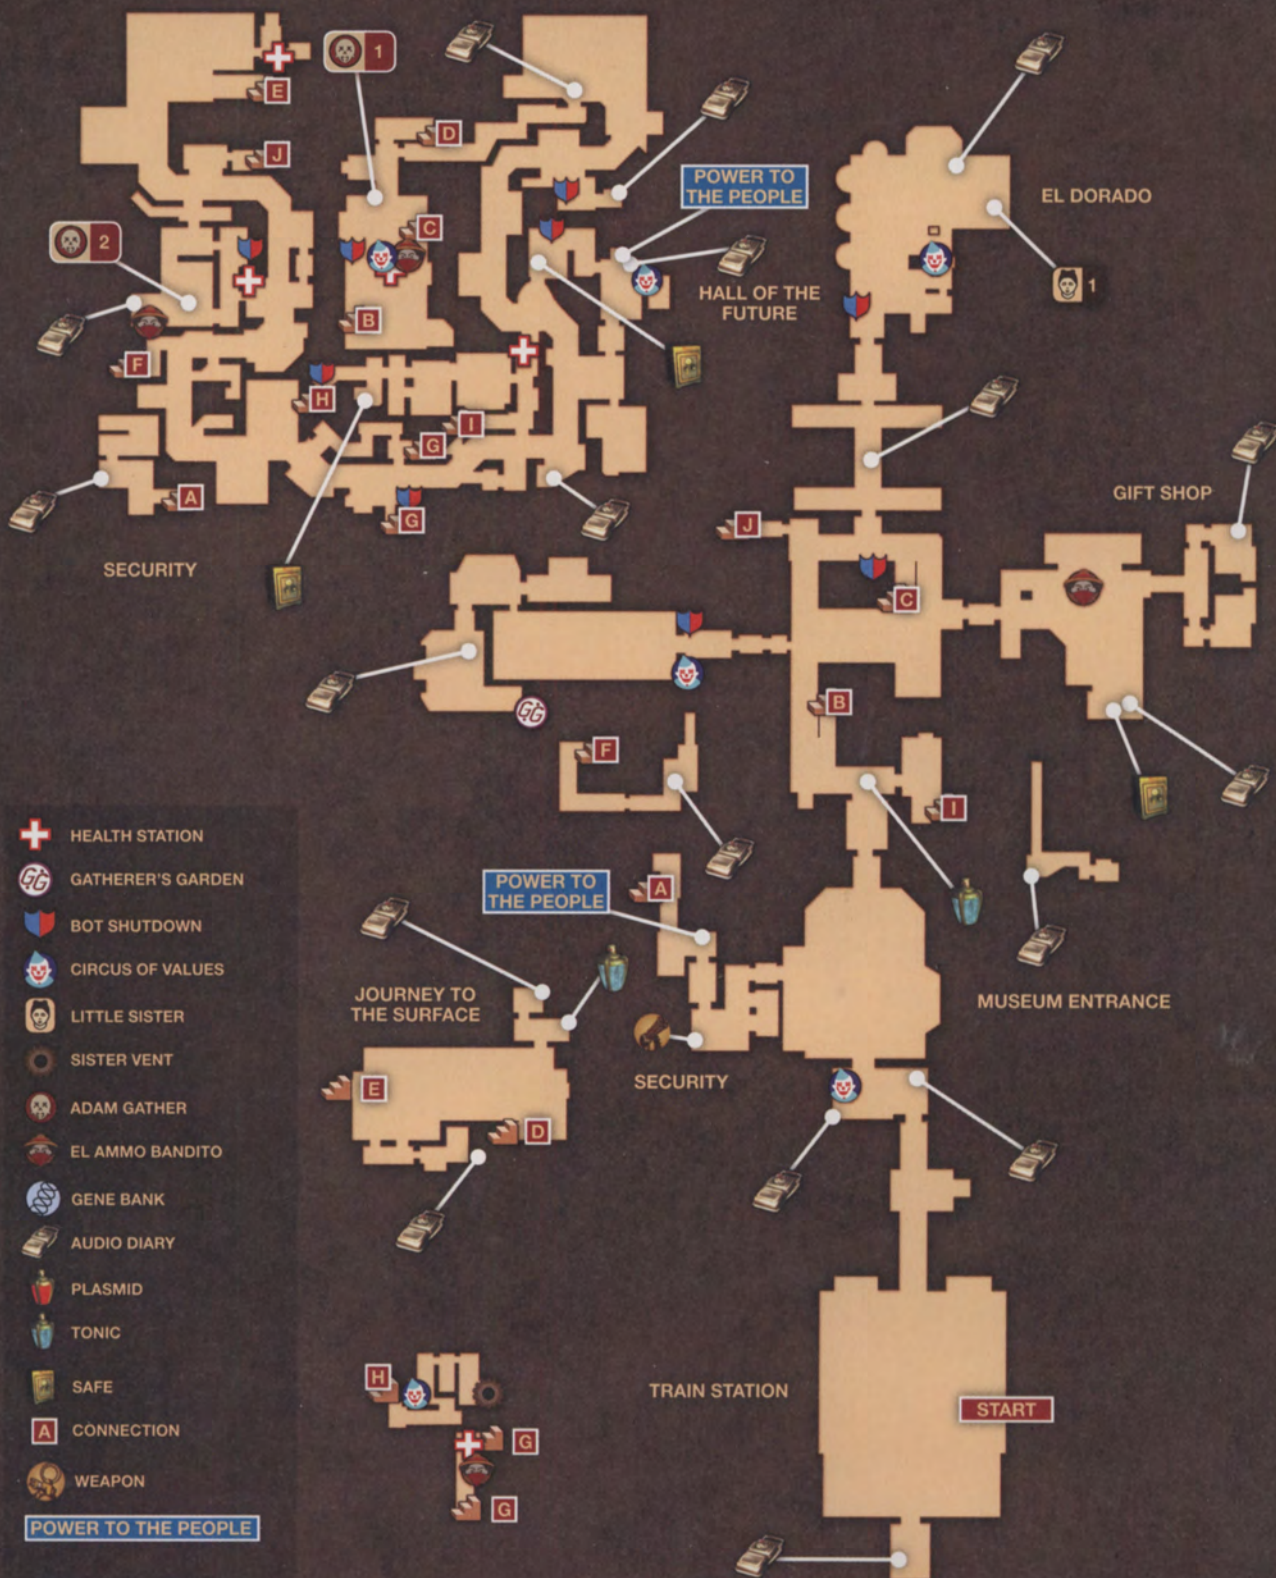 E
1
D
J
POWER TO
THE PEOPLE
EL DORADO
C
2
1
HALL OF THE
FUTURE
B
F
H
I
G
GIFT SHOP
A
G
J
SECURITY
C
GG
B
F
I
HEALTH STATION
GATHERER'S GARDEN
BOT SHUTDOWN
CIRCUS OF VALUES
LITTLE SISTER
SISTER VENT
ADAM GATHER
EL AMMO BANDITO
GENE BANK
AUDIO DIARY
PLASMID
TONIC
SAFE
A CONNECTION
WEAPON
POWER TO THE PEOPLE
GG
POWER TO
THE PEOPLE
A
JOURNEY TO
THE SURFACE
MUSEUM ENTRANCE
SECURITY
E
D
H
G
G
TRAIN STATION
START